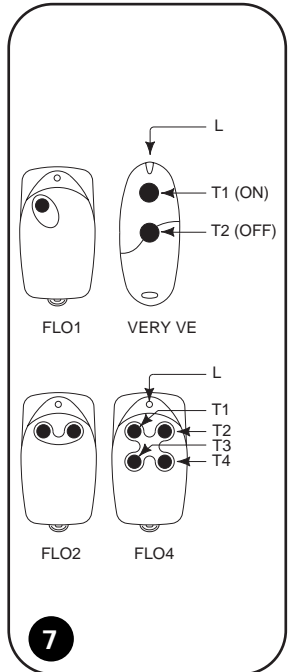 L
T1 (ON)
T2 (OFF)
FLO1 VERY VE
L
T1
T2
T3
T4
FLO2 FLO4
7